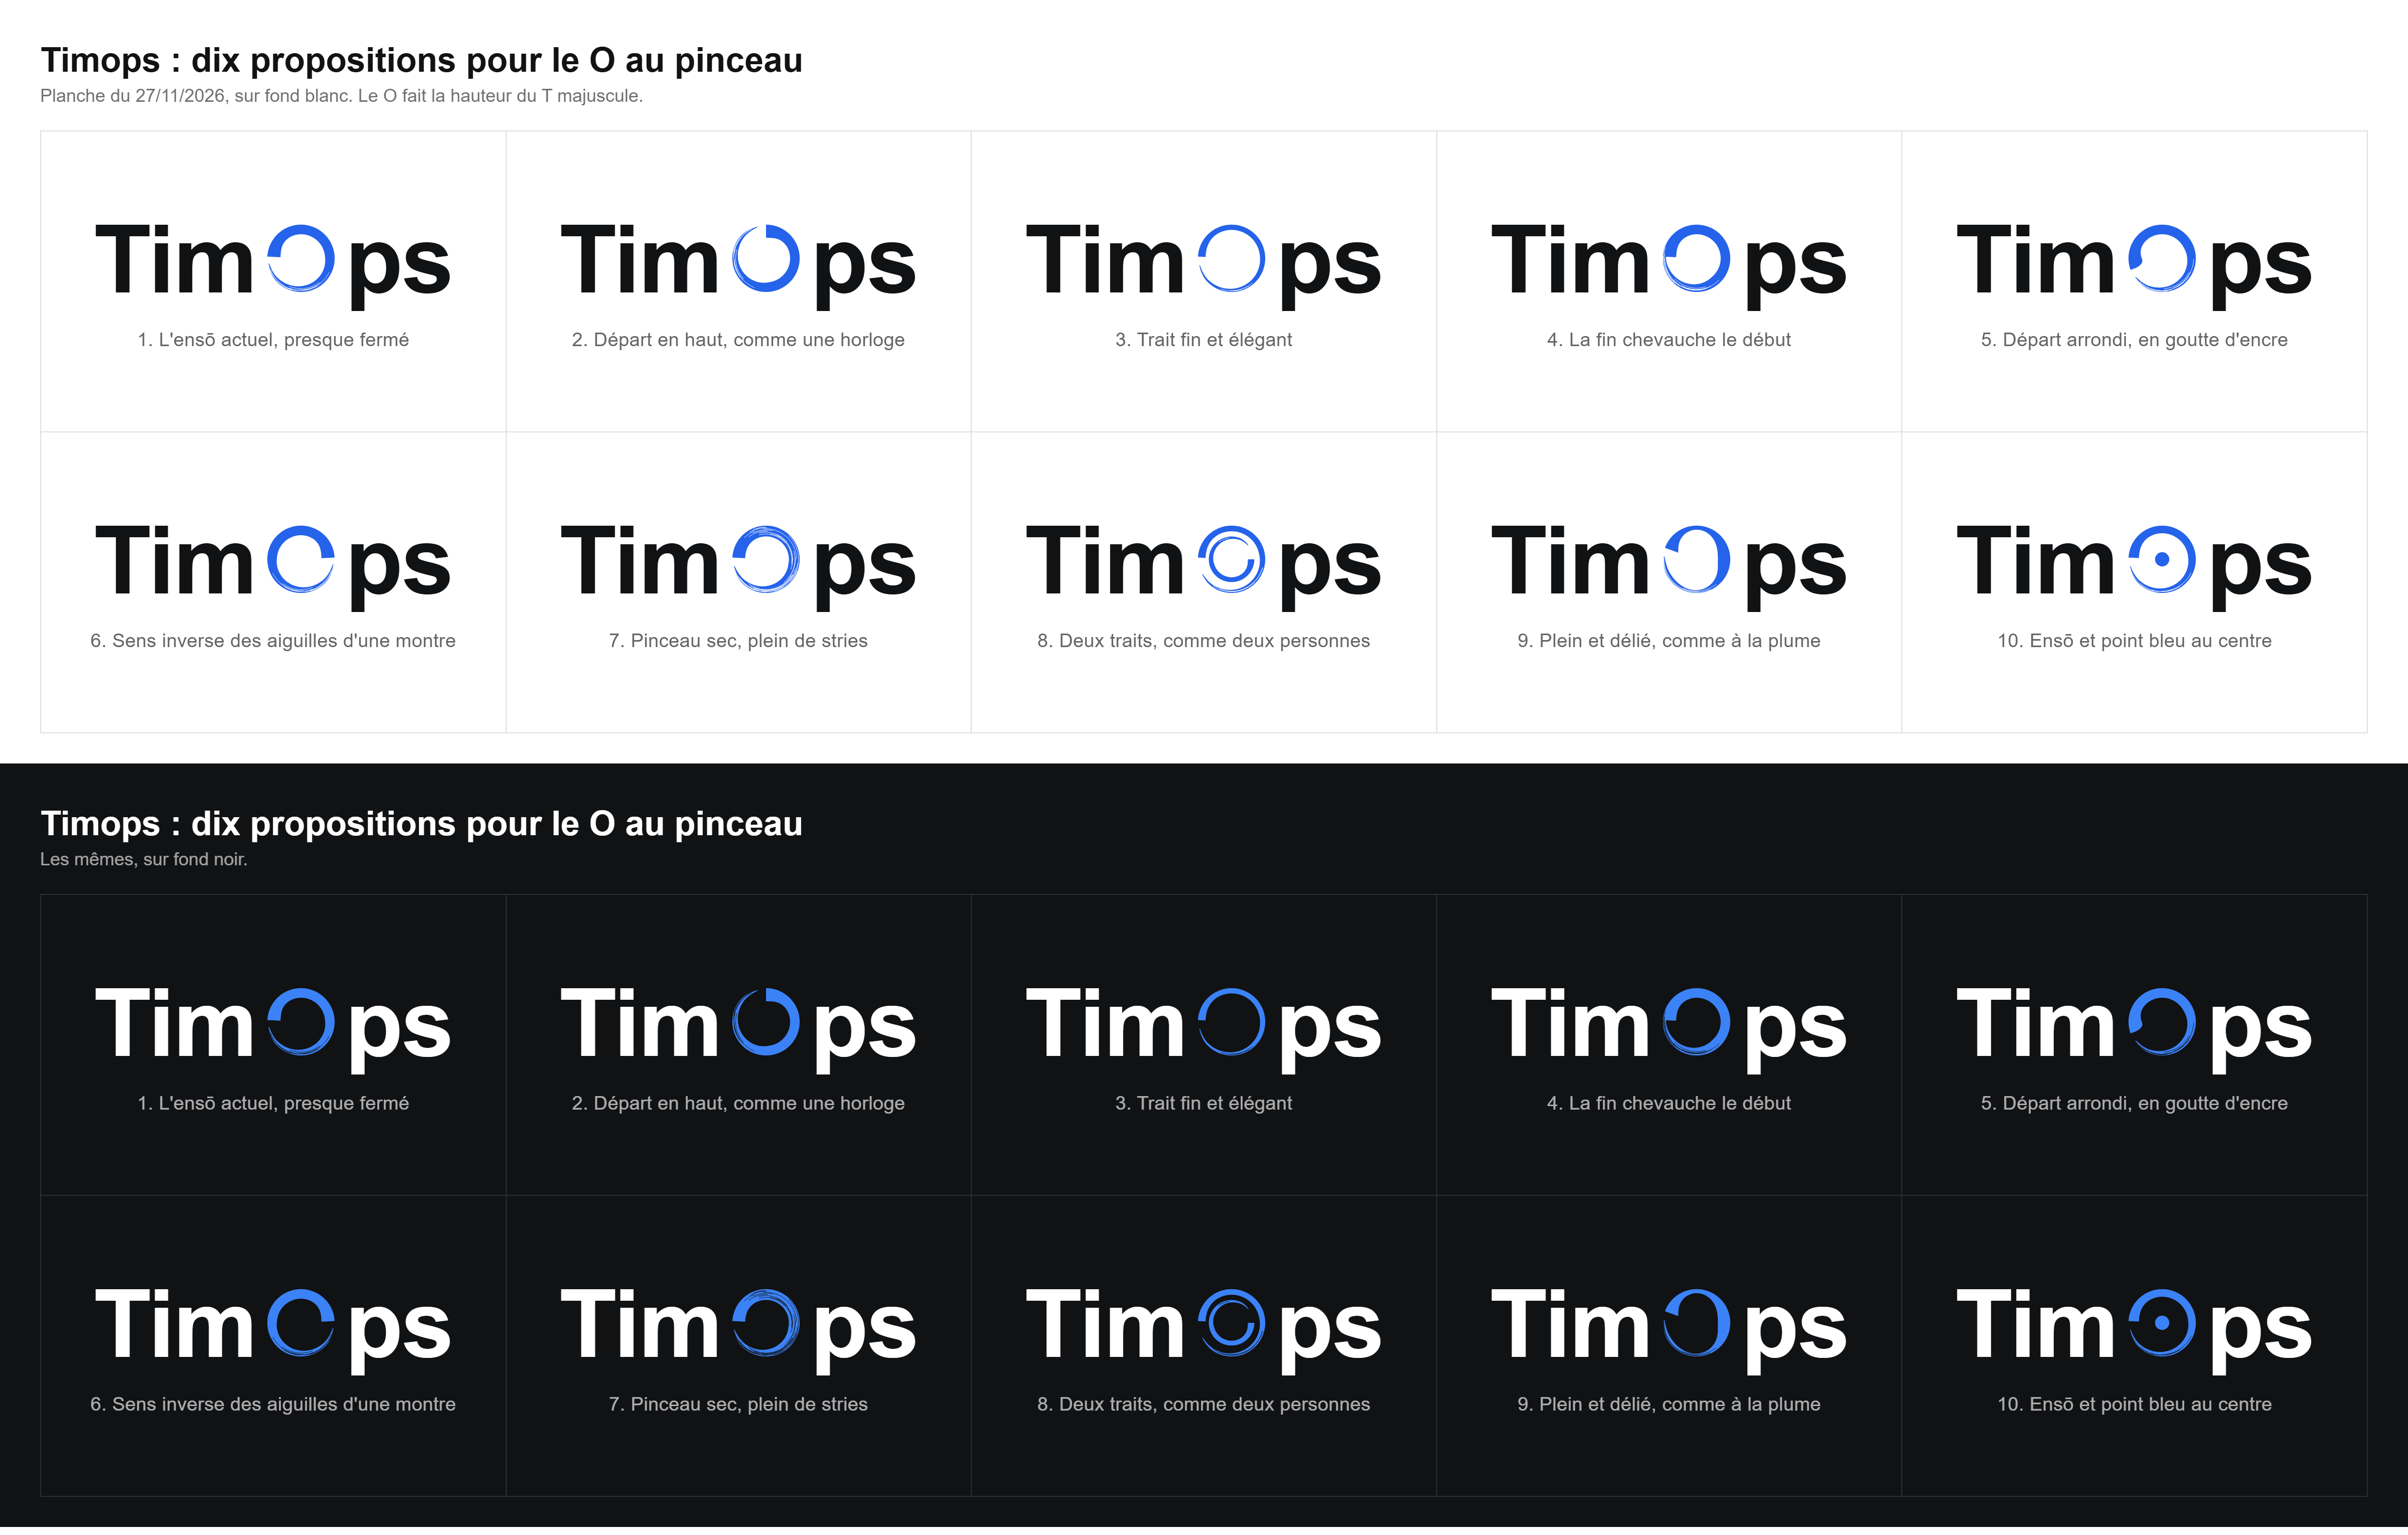 Timops : dix propositions pour le O au pinceau
Planche du 27/11/2026, sur fond blanc. Le O fait la hauteur du T majuscule.
TimOps TimOps TimOps TimOps TimOps
1. L'ensō actuel, presque fermé
2. Départ en haut, comme une horloge
3. Trait fin et élégant
4. La fin chevauche le début
5. Départ arrondi, en goutte d'encre
TimOps TimOps TimOps TimOps TimOps
6. Sens inverse des aiguilles d'une montre
7. Pinceau sec, plein de stries
8. Deux traits, comme deux personnes
9. Plein et délié, comme à la plume
10. Ensō et point bleu au centre
Timops : dix propositions pour le O au pinceau
Les mêmes, sur fond noir.
TimOps TimOps TimOps TimOps TimOps
1. L'ensō actuel, presque fermé
2. Départ en haut, comme une horloge
3. Trait fin et élégant
4. La fin chevauche le début
5. Départ arrondi, en goutte d'encre
TimOps TimOps TimOps TimOps TimOps
6. Sens inverse des aiguilles d'une montre
7. Pinceau sec, plein de stries
8. Deux traits, comme deux personnes
9. Plein et délié, comme à la plume
10. Ensō et point bleu au centre